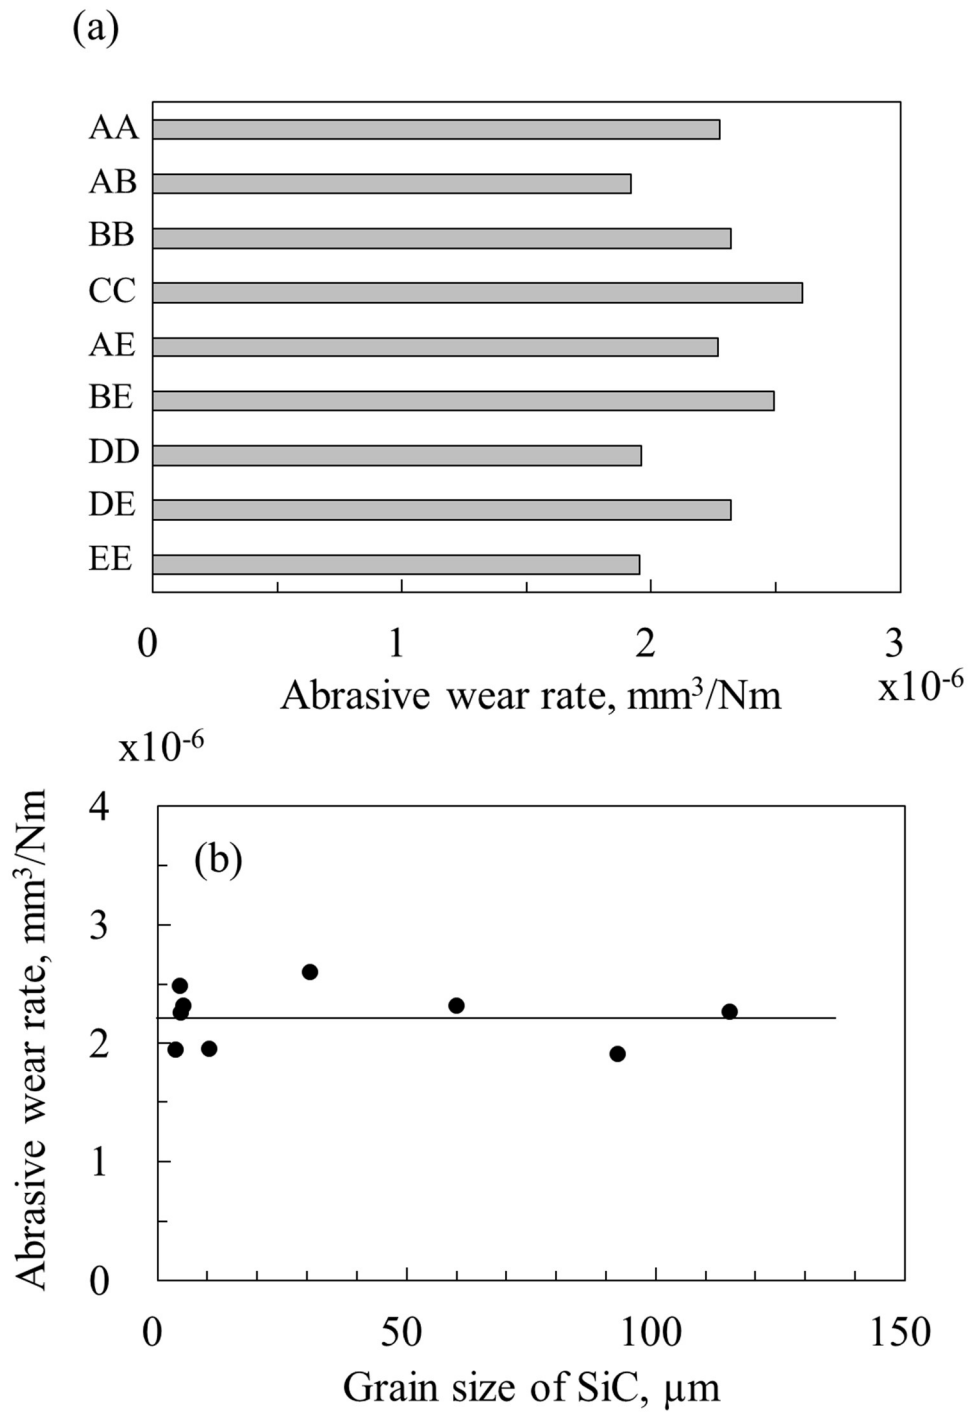 (a)
AA
AB
BB
CC
AE
BE
DD
DE
EE
0 1 2 3
x10⁻⁶
Abrasive wear rate, mm³/Nm
x10⁻⁶
(b)
Abrasive wear rate, mm³/Nm
4
3
2
1
0
0 50 100 150
Grain size of SiC, μm